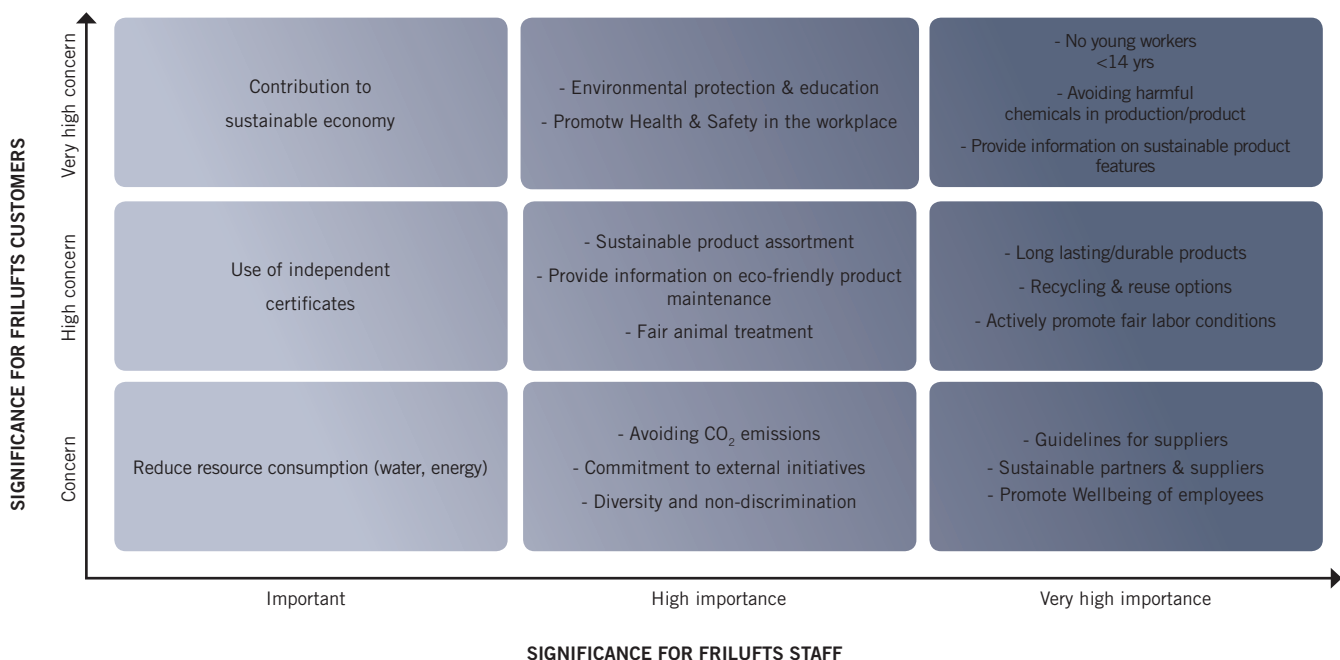 SIGNIFICANCE FOR FRILUFTS CUSTOMERS
Very high concern
Contribution to
sustainable economy
- Environmental protection & education
- Promotw Health & Safety in the workplace
- No young workers
<14 yrs
- Avoiding harmful
chemicals in production/product
- Provide information on sustainable product
features
High concern
Use of independent
certificates
- Sustainable product assortment
- Provide information on eco-friendly product
maintenance
- Fair animal treatment
- Long lasting/durable products
- Recycling & reuse options
- Actively promote fair labor conditions
Concern
Reduce resource consumption (water, energy)
- Avoiding CO₂ emissions
- Commitment to external initiatives
- Diversity and non-discrimination
- Guidelines for suppliers
- Sustainable partners & suppliers
- Promote Wellbeing of employees
Important
High importance
Very high importance
SIGNIFICANCE FOR FRILUFTS STAFF